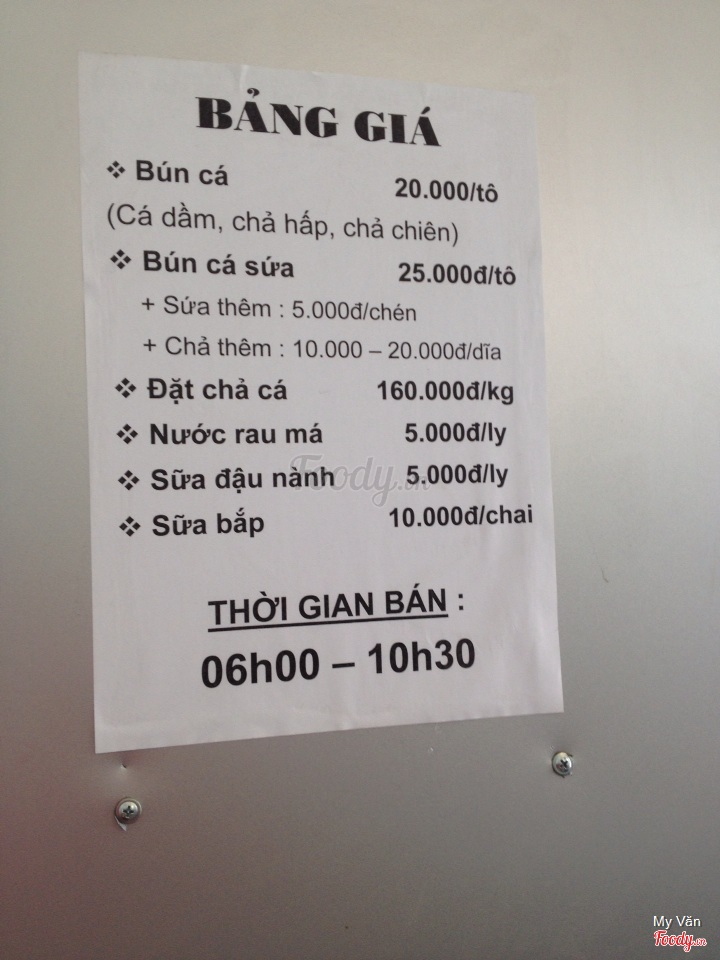 BẢNG GIÁ
❖ Bún cá 20.000/tô
(Cá dầm, chả hấp, chả chiên)
❖ Bún cá sứa 25.000đ/tô
+ Sứa thêm : 5.000đ/chén
+ Chả thêm : 10.000 – 20.000đ/dĩa
❖ Đặt chả cá 160.000đ/kg
❖ Nước rau má 5.000đ/ly
❖ Sữa đậu nành 5.000đ/ly
Foody.vn
❖ Sữa bắp 10.000đ/chai
THỜI GIAN BÁN :
06h00 – 10h30
My Văn
Foody.vn